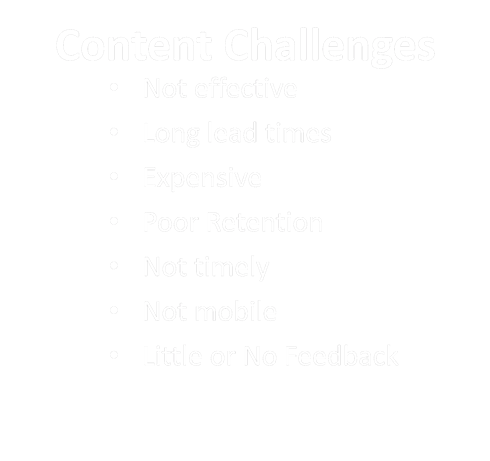 Content Challenges
• Not effective
• Long lead times
• Expensive
• Poor Retention
• Not timely
• Not mobile
• Little or No Feedback